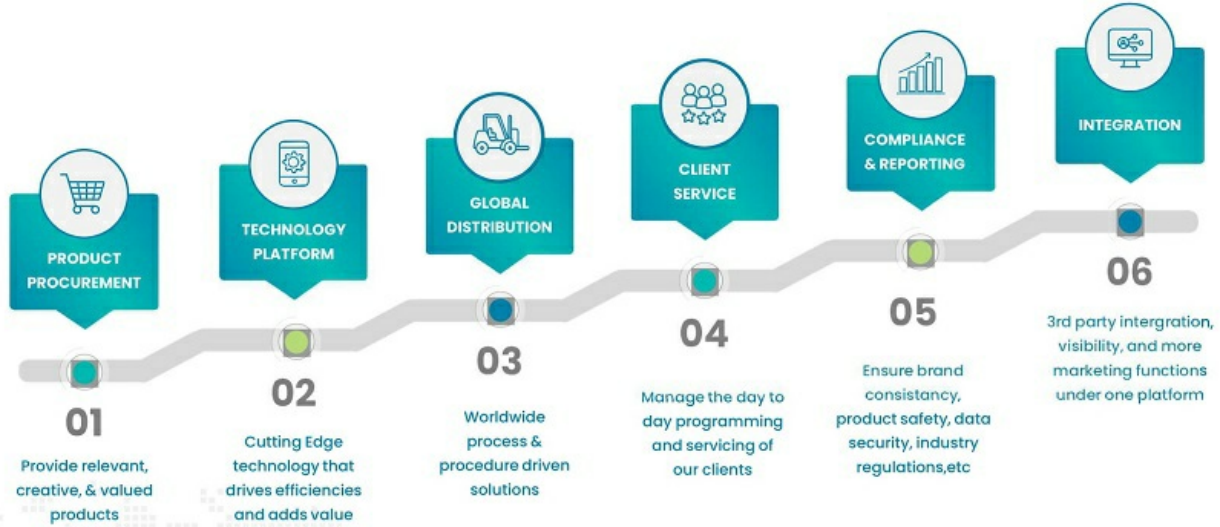 PRODUCT
PROCUREMENT
01
Provide relevant,
creative, & valued
products
TECHNOLOGY
PLATFORM
02
Cutting Edge
technology that
drives efficiencies
and adds value
GLOBAL
DISTRIBUTION
03
Worldwide
process &
procedure driven
solutions
CLIENT
SERVICE
04
Manage the day to
day programming
and servicing of
our clients
COMPLIANCE
& REPORTING
05
Ensure brand
consistancy,
product safety, data
security, industry
regulations,etc
INTEGRATION
06
3rd party intergration,
visibility, and more
marketing functions
under one platform